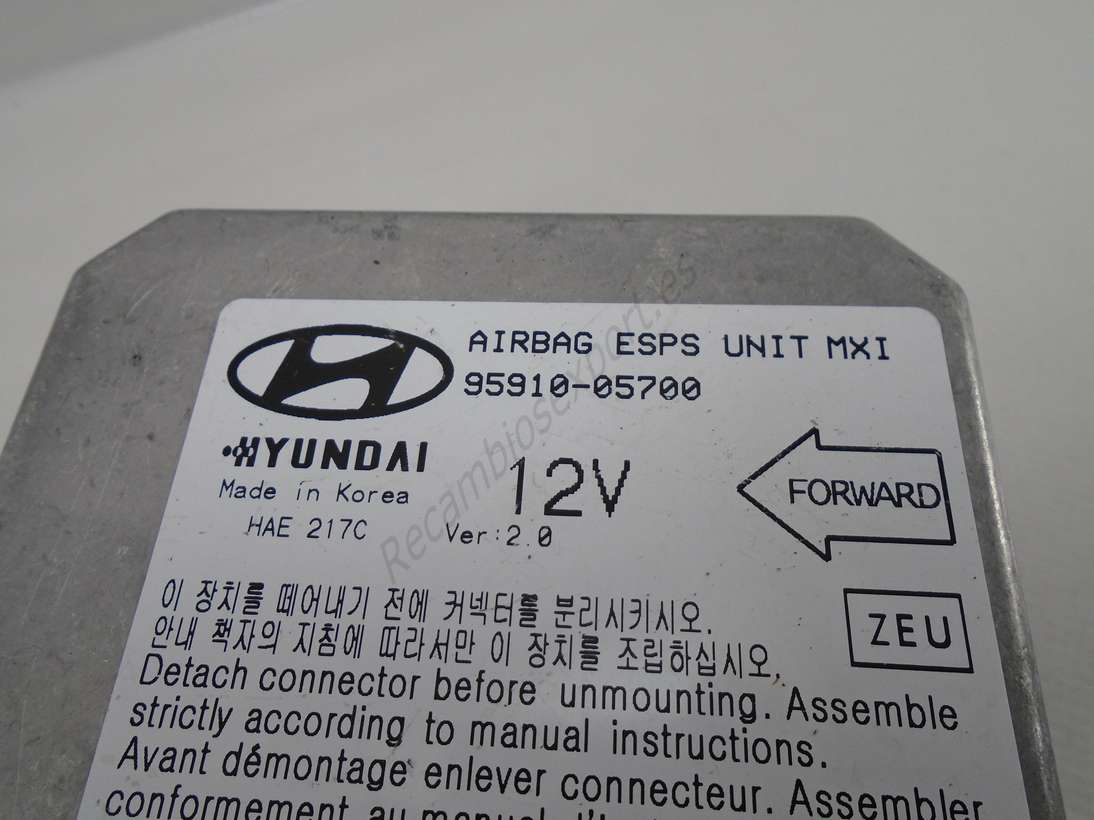 AIRBAG ESPS UNIT MXI
95910-05700
HYUNDAI
Made in Korea
HAE 217C
12V
Ver:2.0
FORWARD
ZEU
이 장치를 떼어내기 전에 커넥터를 분리시키시오.
안내 책자의 지침에 따라서만 이 장치를 조립하십시오.
Detach connector before unmounting. Assemble
strictly according to manual instructions.
Avant démontage enlever connecteur. Assembler
conformement au manuel
Recambiosexport.es